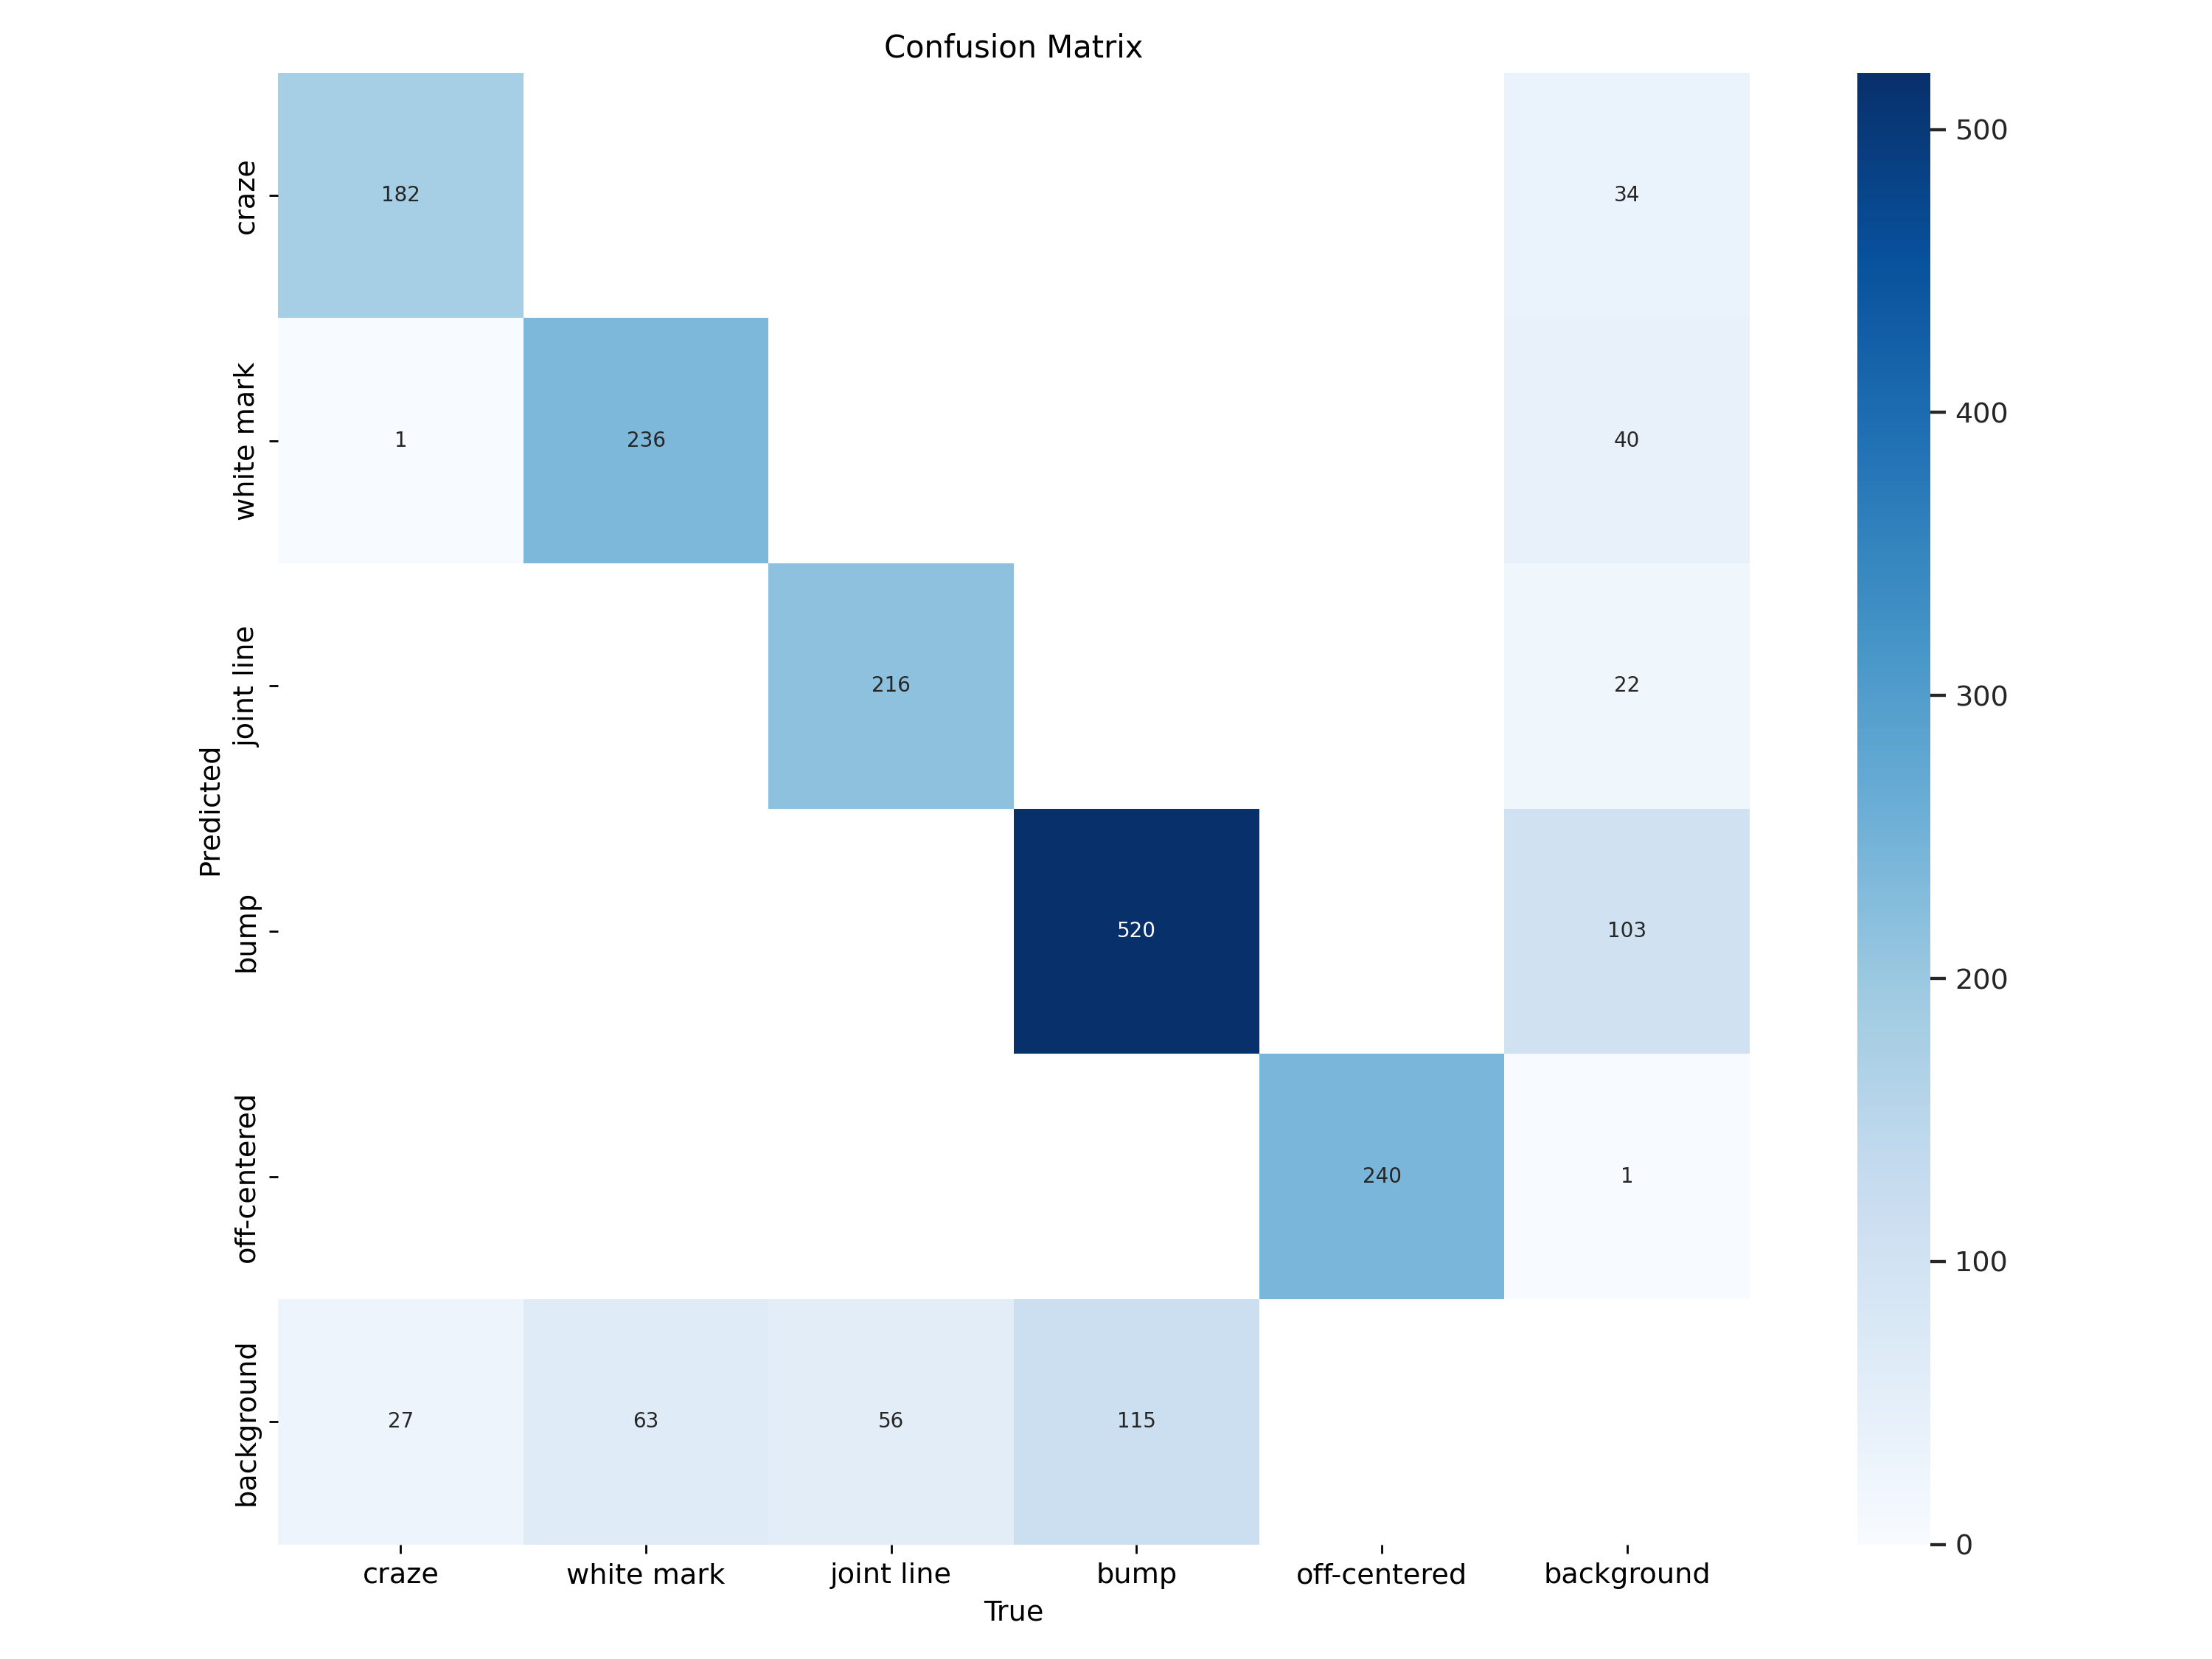 Confusion Matrix
craze
182
34
500
white mark
1
236
40
400
joint line
216
22
300
Predicted
bump
520
103
200
off-centered
240
1
100
background
27
63
56
115
0
craze
white mark
joint line
bump
off-centered
background
True